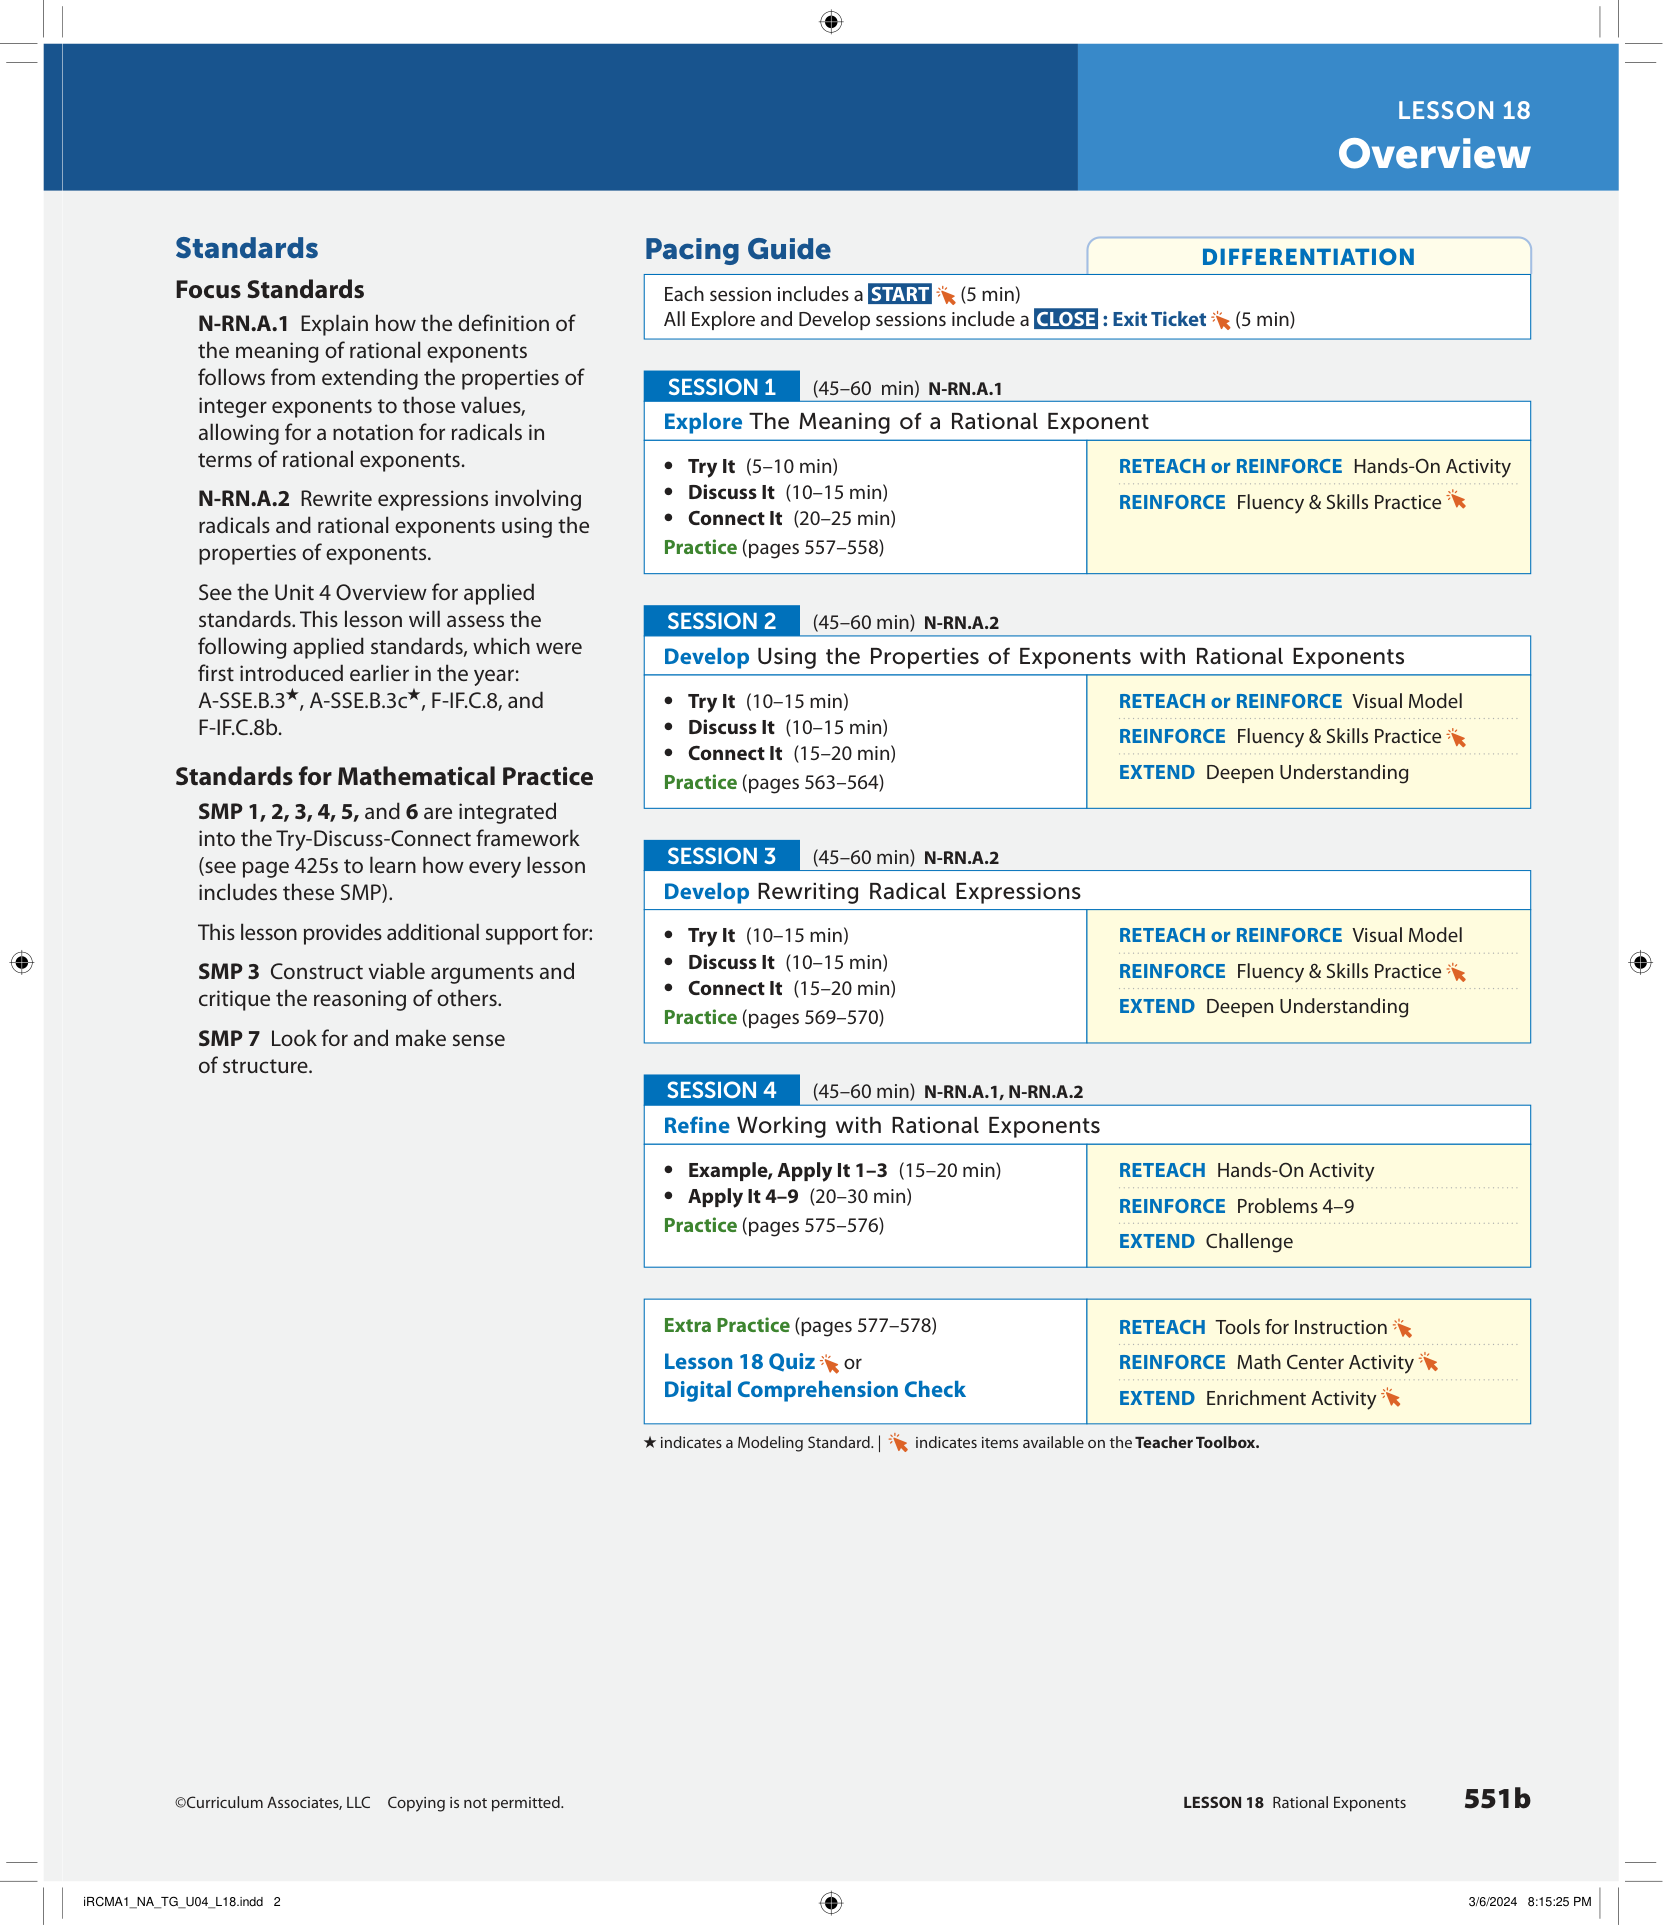 LESSON 18
Overview
Standards
Focus Standards
N-RN.A.1 Explain how the definition of
the meaning of rational exponents
follows from extending the properties of
integer exponents to those values,
allowing for a notation for radicals in
terms of rational exponents.
N-RN.A.2 Rewrite expressions involving
radicals and rational exponents using the
properties of exponents.
See the Unit 4 Overview for applied
standards. This lesson will assess the
following applied standards, which were
first introduced earlier in the year:
A-SSE.B.3★, A-SSE.B.3c★, F-IF.C.8, and
F-IF.C.8b.
Standards for Mathematical Practice
SMP 1, 2, 3, 4, 5, and 6 are integrated
into the Try-Discuss-Connect framework
(see page 425s to learn how every lesson
includes these SMP).
This lesson provides additional support for:
SMP 3 Construct viable arguments and
critique the reasoning of others.
SMP 7 Look for and make sense
of structure.
Pacing Guide
DIFFERENTIATION
Each session includes a START (5 min)
All Explore and Develop sessions include a CLOSE : Exit Ticket (5 min)
SESSION 1 (45–60 min) N-RN.A.1
Explore The Meaning of a Rational Exponent
• Try It (5–10 min)
• Discuss It (10–15 min)
• Connect It (20–25 min)
Practice (pages 557–558)
RETEACH or REINFORCE Hands-On Activity
REINFORCE Fluency & Skills Practice
SESSION 2 (45–60 min) N-RN.A.2
Develop Using the Properties of Exponents with Rational Exponents
• Try It (10–15 min)
• Discuss It (10–15 min)
• Connect It (15–20 min)
Practice (pages 563–564)
RETEACH or REINFORCE Visual Model
REINFORCE Fluency & Skills Practice
EXTEND Deepen Understanding
SESSION 3 (45–60 min) N-RN.A.2
Develop Rewriting Radical Expressions
• Try It (10–15 min)
• Discuss It (10–15 min)
• Connect It (15–20 min)
Practice (pages 569–570)
RETEACH or REINFORCE Visual Model
REINFORCE Fluency & Skills Practice
EXTEND Deepen Understanding
SESSION 4 (45–60 min) N-RN.A.1, N-RN.A.2
Refine Working with Rational Exponents
• Example, Apply It 1–3 (15–20 min)
• Apply It 4–9 (20–30 min)
Practice (pages 575–576)
RETEACH Hands-On Activity
REINFORCE Problems 4–9
EXTEND Challenge
Extra Practice (pages 577–578)
Lesson 18 Quiz or
Digital Comprehension Check
RETEACH Tools for Instruction
REINFORCE Math Center Activity
EXTEND Enrichment Activity
★ indicates a Modeling Standard. | indicates items available on the Teacher Toolbox.
©Curriculum Associates, LLC Copying is not permitted.
LESSON 18 Rational Exponents 551b
iRCMA1_NA_TG_U04_L18.indd 2
3/6/2024 8:15:25 PM